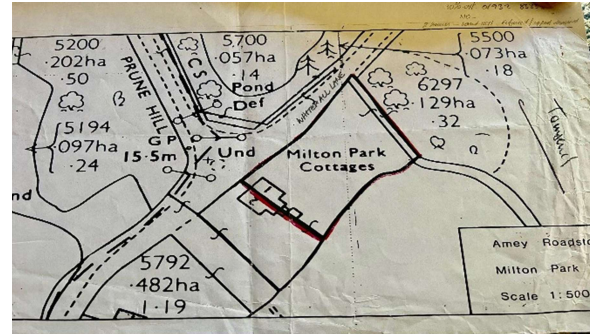 5200
.202ha
.50
5700
.057ha
.14
Pond
Def
CS
5500
.073ha
.18
6297
.129ha
.32
PRUNE HILL
5194
.097ha
.24
GP
15.5m
Und
Milton Park
Cottages
nd
5792
.482ha
1.19
Amey Roadsto
Milton Park
Scale 1:500